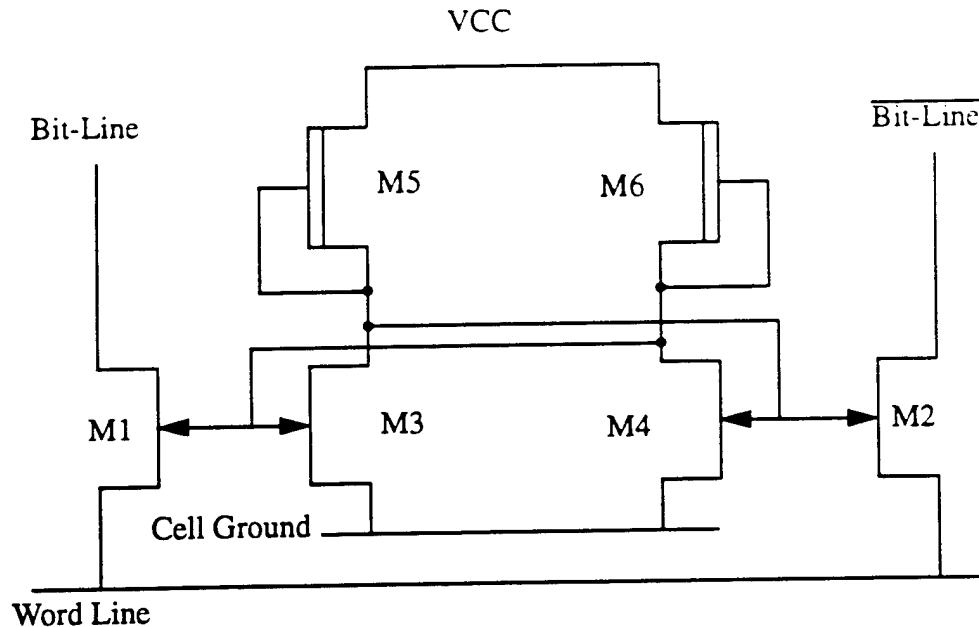 VCC
Bit-Line
Bit-Line
M5
M6
M1
M3
M4
M2
Cell Ground
Word Line